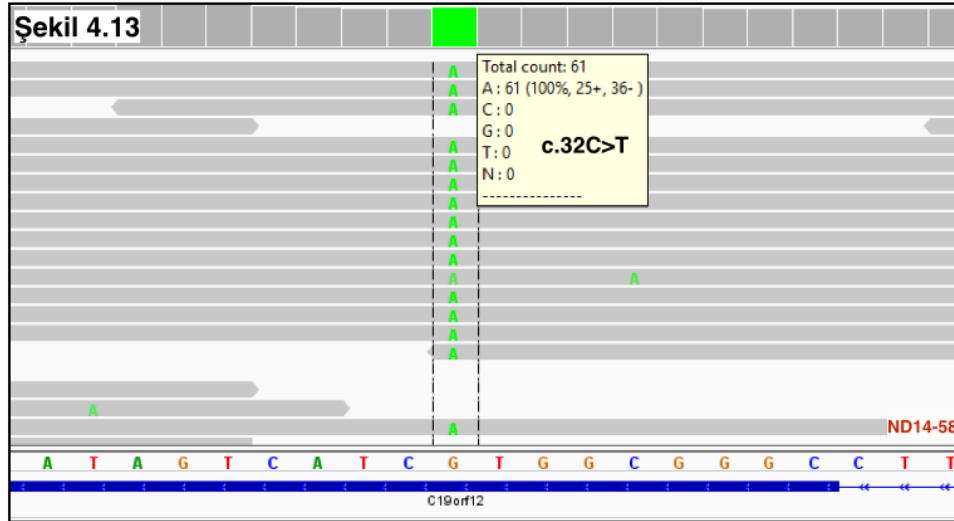 Şekil 4.13
A
A
A
Total count: 61
A : 61 (100%, 25+, 36- )
C : 0
G : 0
T : 0
N : 0
---------------
c.32C>T
A
A
A
A
A
A
A
A A
A
A
A
A
A
A
ND14-58
A T A G T C A T C G T G G C G G G C C T T
C19orf12